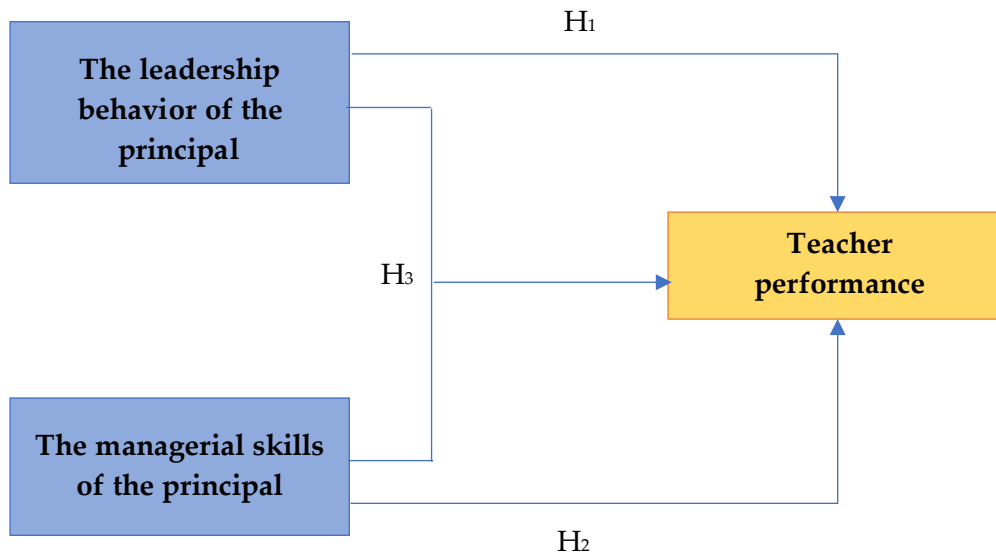 H₁
The leadership
behavior of the
principal
Teacher
performance
H₃
The managerial skills
of the principal
H₂